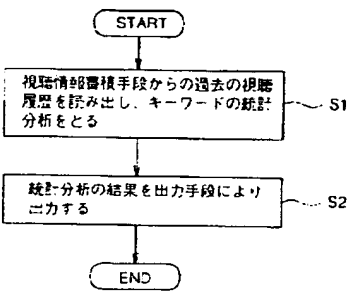 START
視聴情報蓄積手段からの過去の視聴
履歴を読み出し、キーワードの統計
分析をとる
S1
統計分析の結果を出力手段により
出力する
S2
END